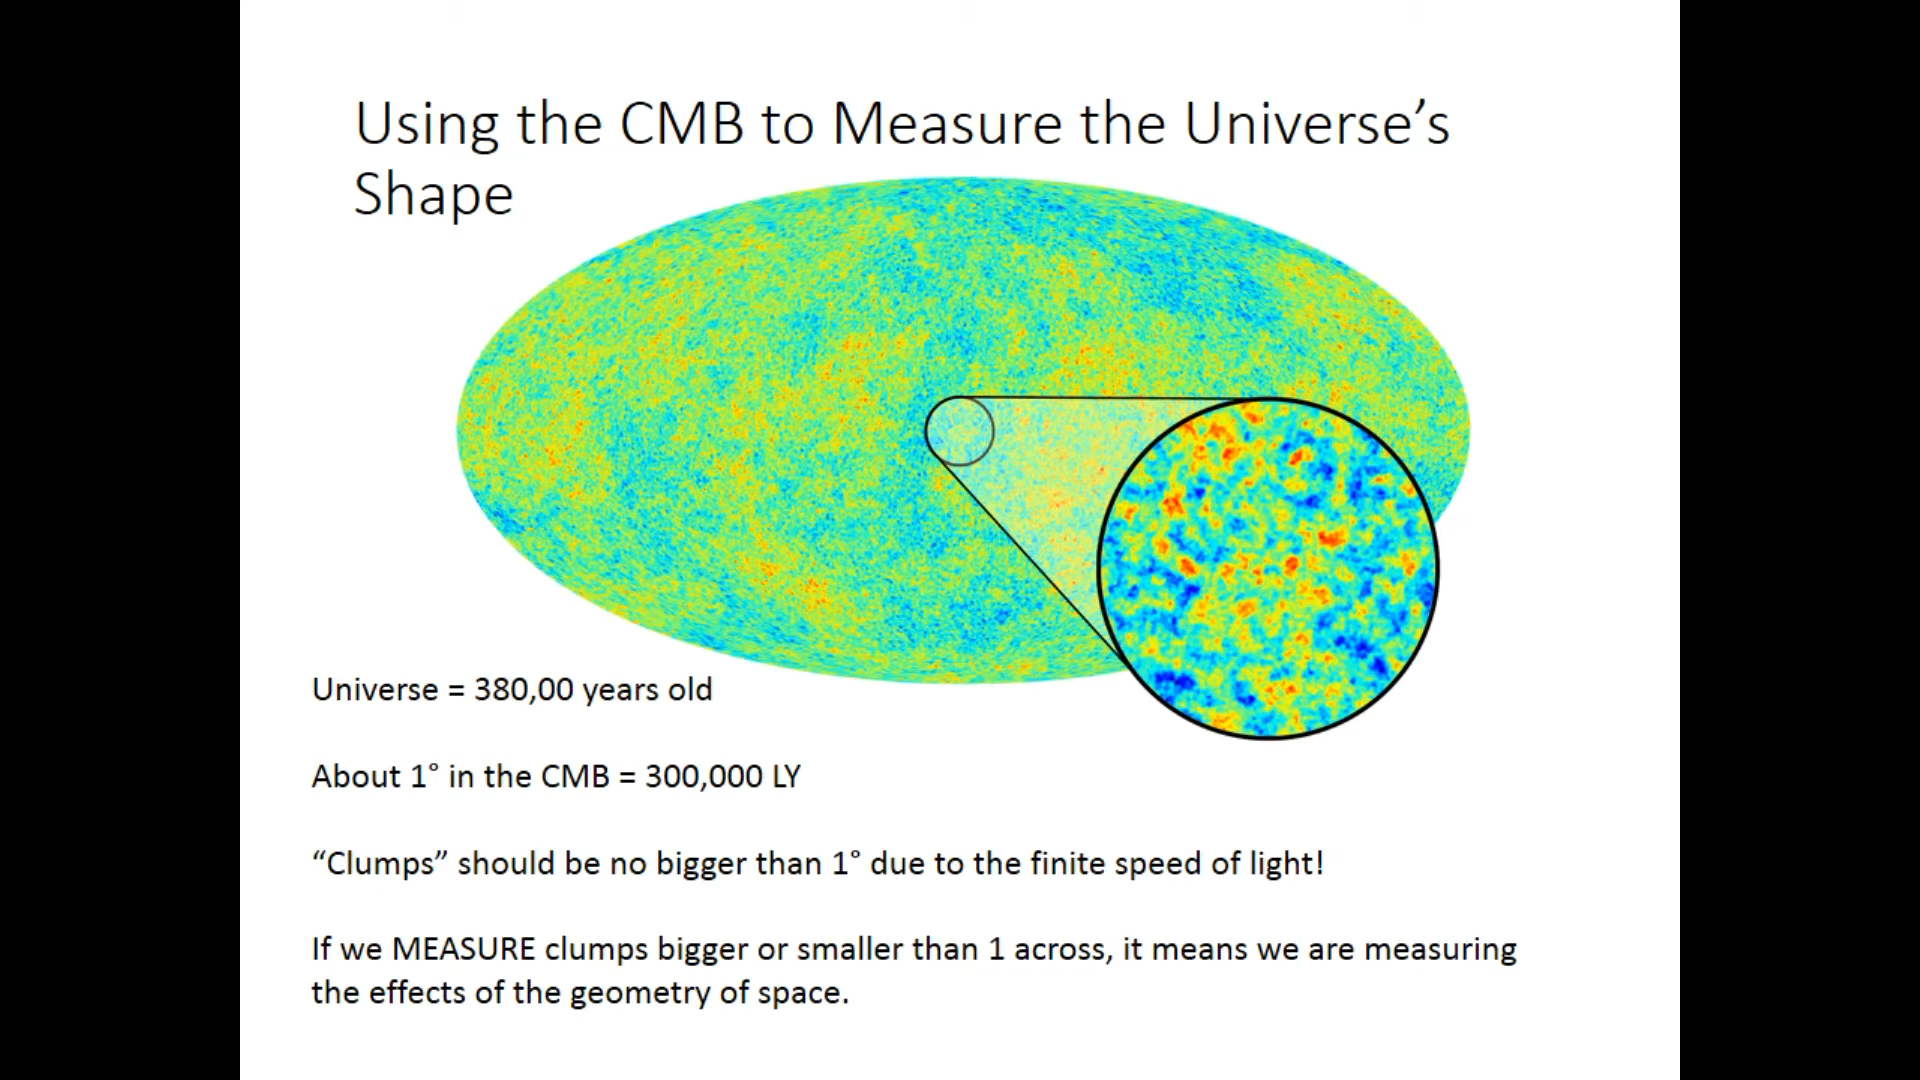 Using the CMB to Measure the Universe’s
Shape
Universe = 380,00 years old
About 1° in the CMB = 300,000 LY
“Clumps” should be no bigger than 1° due to the finite speed of light!
If we MEASURE clumps bigger or smaller than 1 across, it means we are measuring
the effects of the geometry of space.